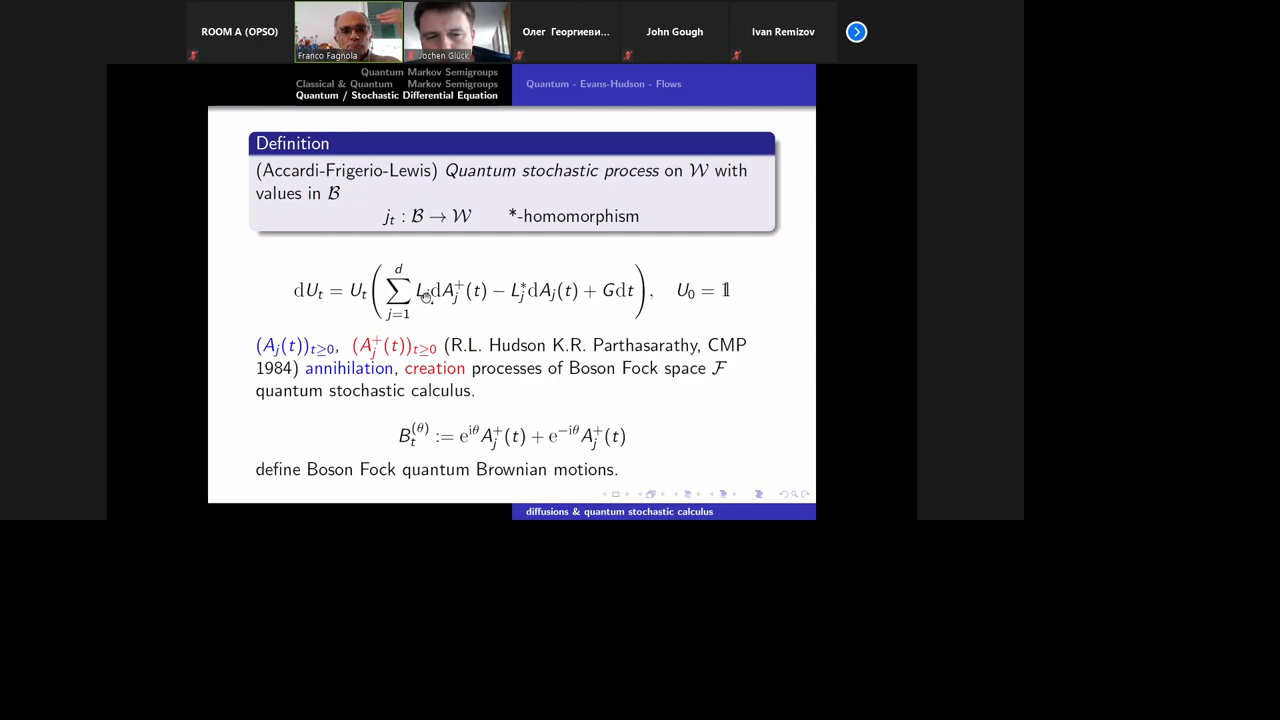 ROOM A (OPSO)
Franco Fagnola
Jochen Glück
Олег Георгиеви...
John Gough
Ivan Remizov
Quantum Markov Semigroups
Classical & Quantum Markov Semigroups
Quantum / Stochastic Differential Equation
Quantum - Evans-Hudson - Flows
Definition
(Accardi-Frigerio-Lewis) Quantum stochastic process on 𝒲 with
values in ℬ
j_t : ℬ → 𝒲 *-homomorphism
dU_t = U_t ( ∑_{j=1}^{d} L_j dA_j^+(t) − L_j^* dA_j(t) + G dt ), U_0 = 𝟙
(A_j(t))_{t≥0}, (A_j^+(t))_{t≥0} (R.L. Hudson K.R. Parthasarathy, CMP
1984) annihilation, creation processes of Boson Fock space ℱ
quantum stochastic calculus.
B_t^{(θ)} := e^{iθ} A_j^+(t) + e^{−iθ} A_j^+(t)
define Boson Fock quantum Brownian motions.
diffusions & quantum stochastic calculus